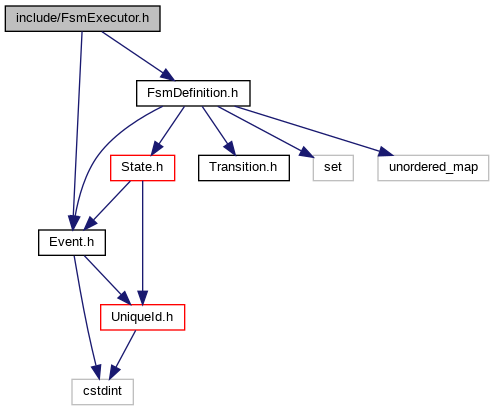 include/FsmExecutor.h
FsmDefinition.h
State.h
Transition.h
set
unordered_map
Event.h
UniqueId.h
cstdint